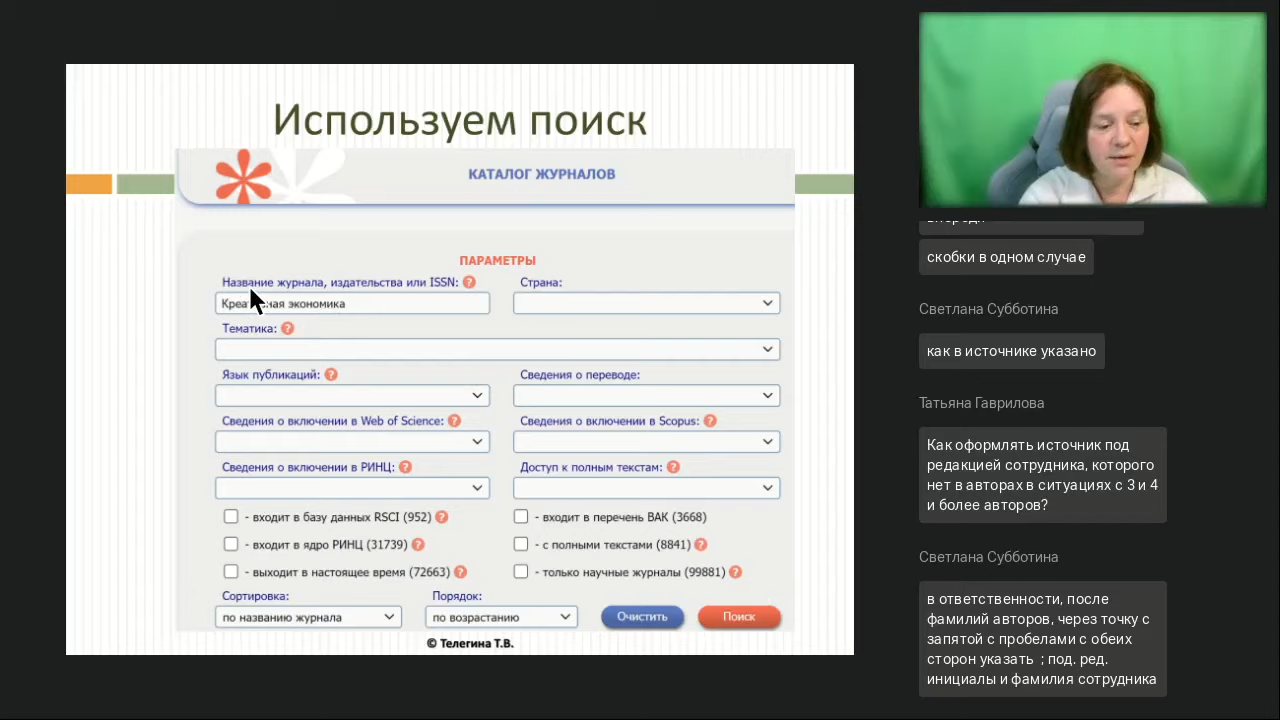 Используем поиск
КАТАЛОГ ЖУРНАЛОВ
ПАРАМЕТРЫ
Название журнала, издательства или ISSN: ?
Страна:
экономика
Тематика: ?
Язык публикаций: ?
Сведения о переводе:
Сведения о включении в Web of Science: ?
Сведения о включении в Scopus: ?
Сведения о включении в РИНЦ: ?
Доступ к полным текстам: ?
- входит в базу данных RSCI (952) ?
- входит в перечень ВАК (3668)
- входит в ядро РИНЦ (31739) ?
- с полными текстами (8841) ?
- выходит в настоящее время (72663) ?
- только научные журналы (99881) ?
Сортировка:
Порядок:
по названию журнала
по возрастанию
Очистить
Поиск
© Телегина Т.В.
скобки в одном случае
Светлана Субботина
как в источнике указано
Татьяна Гаврилова
Как оформлять источник под
редакцией сотрудника, которого
нет в авторах в ситуациях с 3 и 4
и более авторов?
Светлана Субботина
в ответственности, после
фамилий авторов, через точку с
запятой с пробелами с обеих
сторон указать ; под. ред.
инициалы и фамилия сотрудника